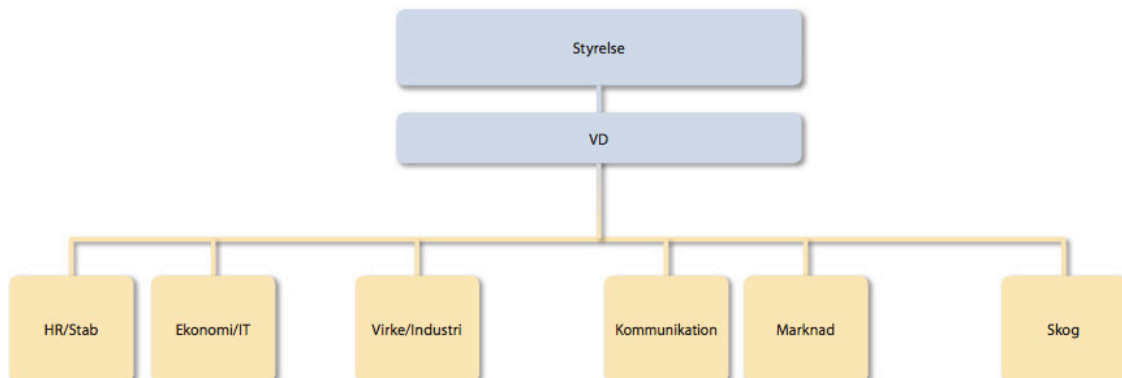 Styrelse
VD
HR/Stab
Ekonomi/IT
Virke/Industri
Kommunikation
Marknad
Skog